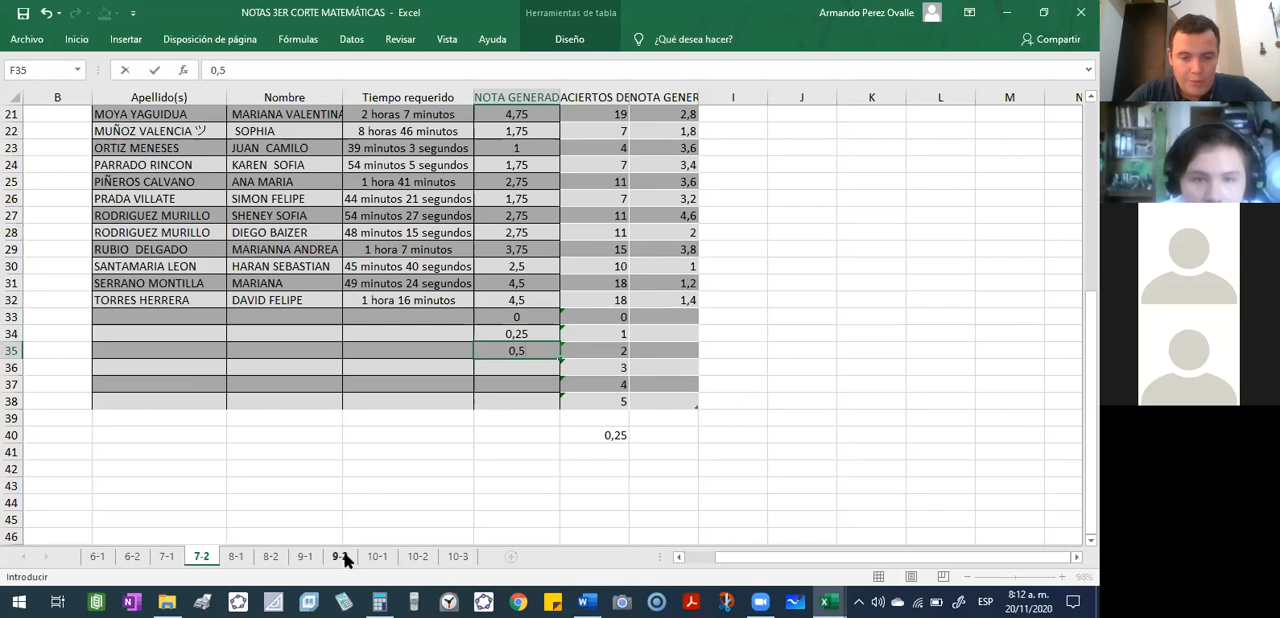 NOTAS 3ER CORTE MATEMÁTICAS - Excel
Herramientas de tabla
Armando Perez Ovalle
Archivo Inicio Insertar Disposición de página Fórmulas Datos Revisar Vista Ayuda Diseño ¿Qué desea hacer? Compartir
F35 0,5
B Apellido(s) Nombre Tiempo requerido NOTA GENERAD ACIERTOS DE NOTA GENER I J K L M N
21 MOYA YAGUIDUA MARIANA VALENTINA 2 horas 7 minutos 4,75 19 2,8
22 MUÑOZ VALENCIA ツ SOPHIA 8 horas 46 minutos 1,75 7 1,8
23 ORTIZ MENESES JUAN CAMILO 39 minutos 3 segundos 1 4 3,6
24 PARRADO RINCON KAREN SOFIA 54 minutos 5 segundos 1,75 7 3,4
25 PIÑEROS CALVANO ANA MARIA 1 hora 41 minutos 2,75 11 3,6
26 PRADA VILLATE SIMON FELIPE 44 minutos 21 segundos 1,75 7 3,2
27 RODRIGUEZ MURILLO SHENEY SOFIA 54 minutos 27 segundos 2,75 11 4,6
28 RODRIGUEZ MURILLO DIEGO BAIZER 48 minutos 15 segundos 2,75 11 2
29 RUBIO DELGADO MARIANNA ANDREA 1 hora 7 minutos 3,75 15 3,8
30 SANTAMARIA LEON HARAN SEBASTIAN 45 minutos 40 segundos 2,5 10 1
31 SERRANO MONTILLA MARIANA 49 minutos 24 segundos 4,5 18 1,2
32 TORRES HERRERA DAVID FELIPE 1 hora 16 minutos 4,5 18 1,4
33 0 0
34 0,25 1
35 0,5 2
36 3
37 4
38 5
39
40 0,25
41
42
43
44
45
46
6-1 6-2 7-1 7-2 8-1 8-2 9-1 10-1 10-2 10-3
Introducir 98%
ESP 8:12 a. m.
20/11/2020